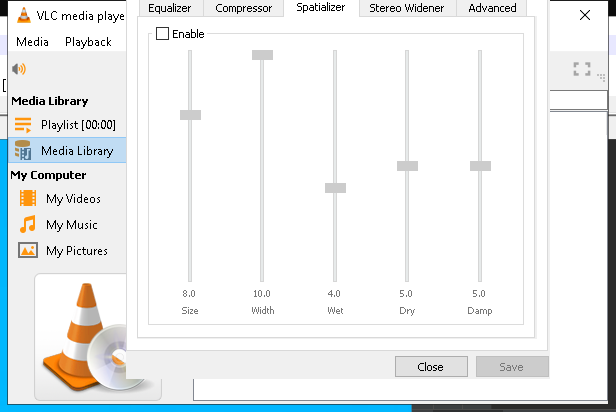 VLC media playe
Equalizer Compressor Spatializer Stereo Widener Advanced
Media Playback
Enable
Media Library
Playlist [00:00]
Media Library
My Computer
My Videos
My Music
My Pictures
8.0 10.0 4.0 5.0 5.0
Size Width Wet Dry Damp
Close Save